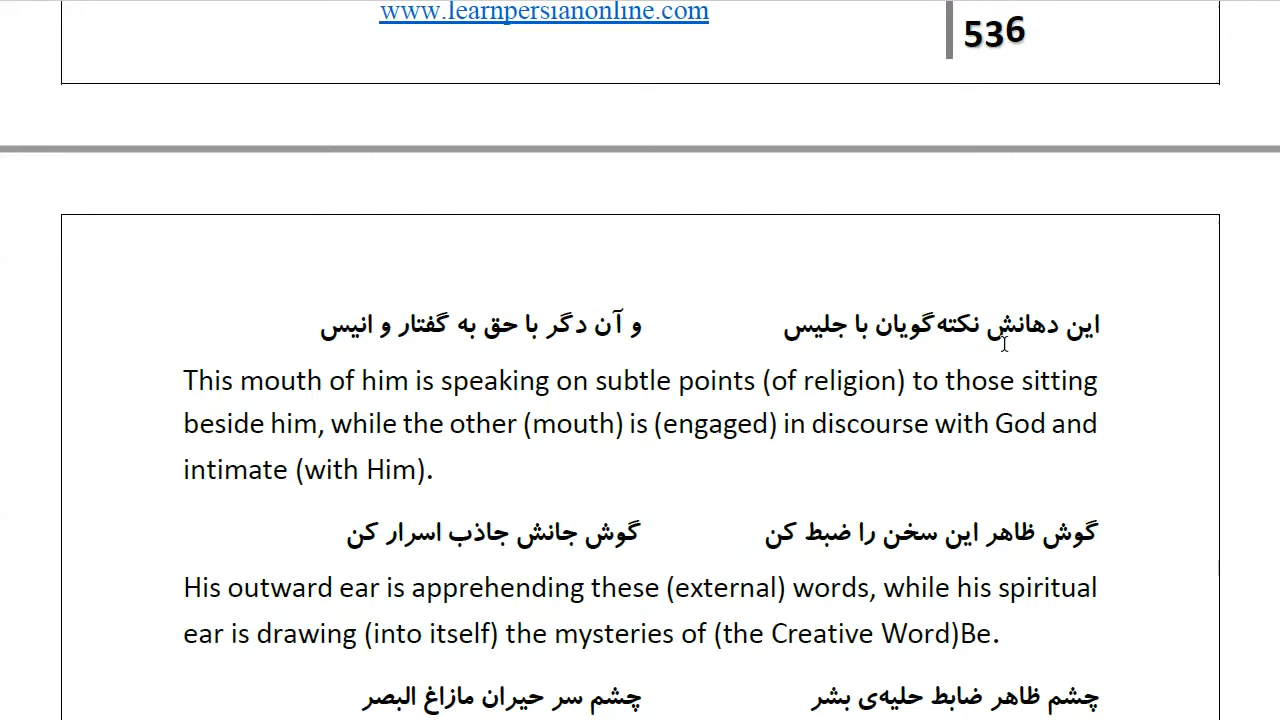 www.learnpersianonline.com
536
این دهانش نکته‌گویان با جلیس و آن دگر با حق به گفتار و انیس
This mouth of him is speaking on subtle points (of religion) to those sitting
beside him, while the other (mouth) is (engaged) in discourse with God and
intimate (with Him).
گوش ظاهر این سخن را ضبط کن گوش جانش جاذب اسرار کن
His outward ear is apprehending these (external) words, while his spiritual
ear is drawing (into itself) the mysteries of (the Creative Word)Be.
چشم ظاهر ضابط حلیه‌ی بشر چشم سر حیران مازاغ البصر